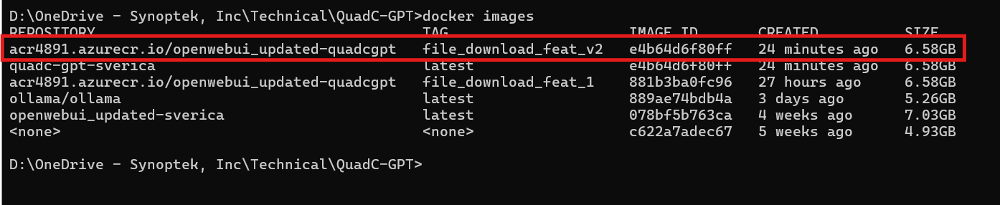 D:\OneDrive - Synoptek, Inc\Technical\QuadC-GPT>docker images
REPOSITORY TAG IMAGE ID CREATED SIZE
acr4891.azurecr.io/openwebui_updated-quadcgpt file_download_feat_v2 e4b64d6f80ff 24 minutes ago 6.58GB
quadc-gpt-sverica latest e4b64d6f80ff 24 minutes ago 6.58GB
acr4891.azurecr.io/openwebui_updated-quadcgpt file_download_feat_1 881b3ba0fc96 27 hours ago 6.58GB
ollama/ollama latest 889ae74bdb4a 3 days ago 5.26GB
openwebui_updated-sverica latest 078bf5b763ca 4 weeks ago 7.03GB
<none> <none> c622a7adec67 5 weeks ago 4.93GB
D:\OneDrive - Synoptek, Inc\Technical\QuadC-GPT>